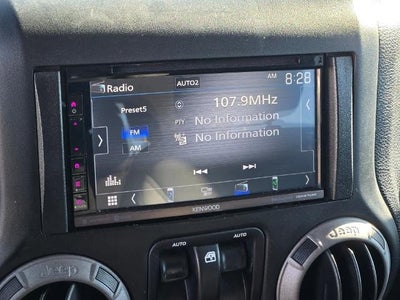 Radio
AUTO2
AM 8:28
Preset5
107.9MHz
FM
PTY No Information
No Information
AM
KENWOOD
AUTO
AUTO
Jeep
Jeep